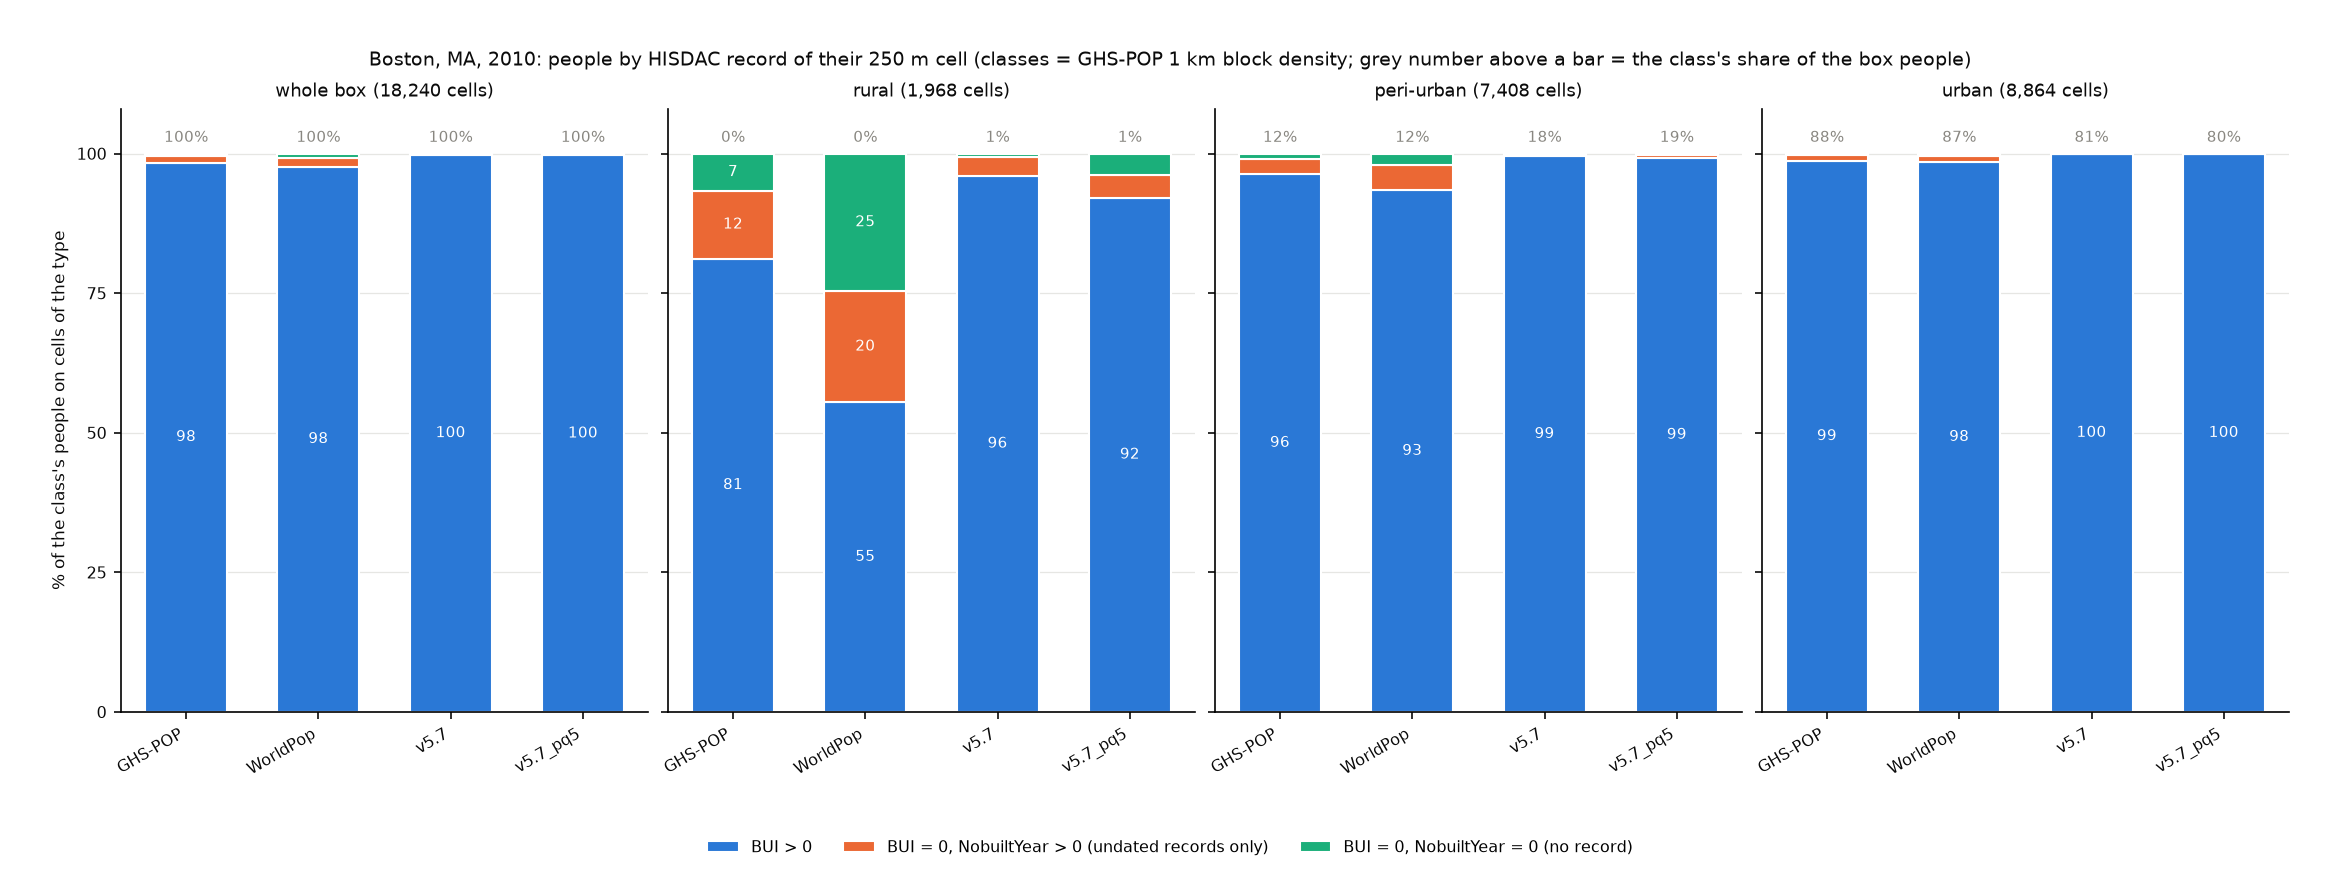 Boston, MA, 2010: people by HISDAC record of their 250 m cell (classes = GHS-POP 1 km block density; grey number above a bar = the class's share of the box people)
whole box (18,240 cells)
rural (1,968 cells)
peri-urban (7,408 cells)
urban (8,864 cells)
% of the class's people on cells of the type
100
75
50
25
0
100% 100% 100% 100%
98 98 100 100
GHS-POP WorldPop v5.7 v5.7_pq5
0% 0% 1% 1%
7
12
81
25
20
55
96
92
GHS-POP WorldPop v5.7 v5.7_pq5
12% 12% 18% 19%
96 93 99 99
GHS-POP WorldPop v5.7 v5.7_pq5
88% 87% 81% 80%
99 98 100 100
GHS-POP WorldPop v5.7 v5.7_pq5
BUI > 0
BUI = 0, NobuiltYear > 0 (undated records only)
BUI = 0, NobuiltYear = 0 (no record)